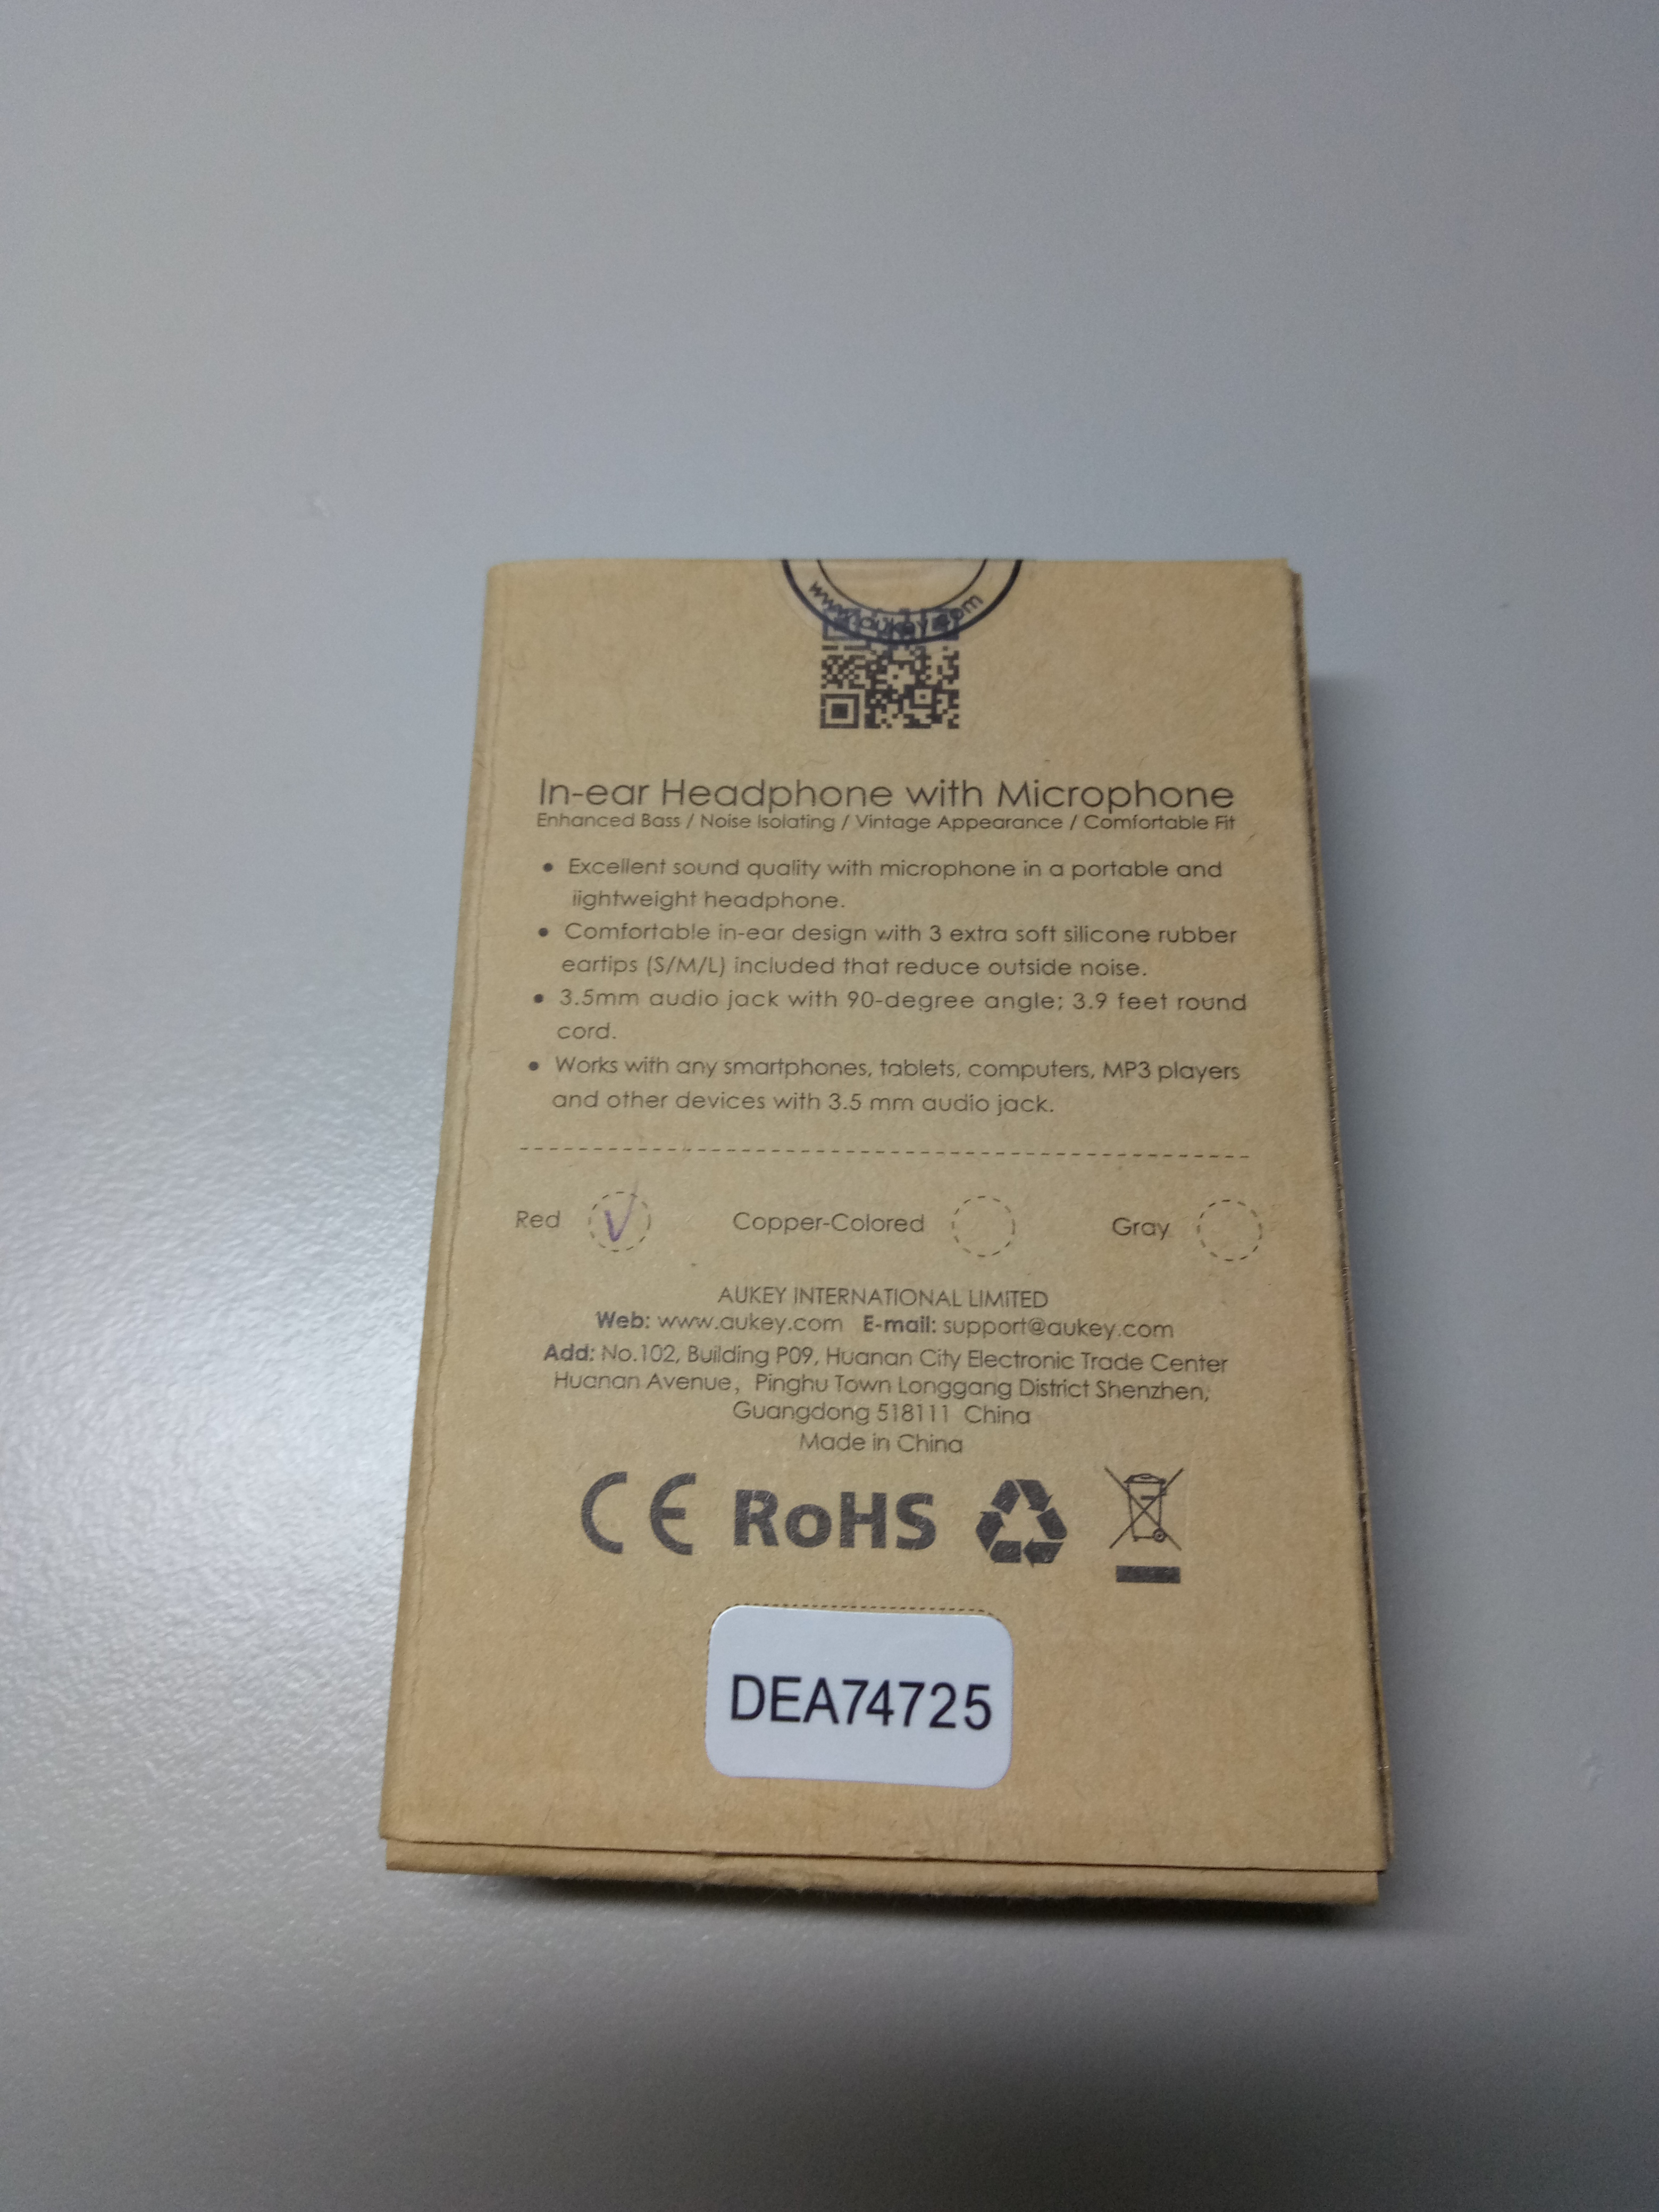 www.aukey.com
In-ear Headphone with Microphone
Enhanced Bass / Noise Isolating / Vintage Appearance / Comfortable Fit
• Excellent sound quality with microphone in a portable and
lightweight headphone.
• Comfortable in-ear design with 3 extra soft silicone rubber
eartips (S/M/L) included that reduce outside noise.
• 3.5mm audio jack with 90-degree angle; 3.9 feet round
cord.
• Works with any smartphones, tablets, computers, MP3 players
and other devices with 3.5 mm audio jack.
Red V Copper-Colored Gray
AUKEY INTERNATIONAL LIMITED
Web: www.aukey.com E-mail: support@aukey.com
Add: No.102, Building P09, Huanan City Electronic Trade Center
Huanan Avenue, Pinghu Town Longgang District Shenzhen,
Guangdong 518111 China
Made in China
CE RoHS
DEA74725